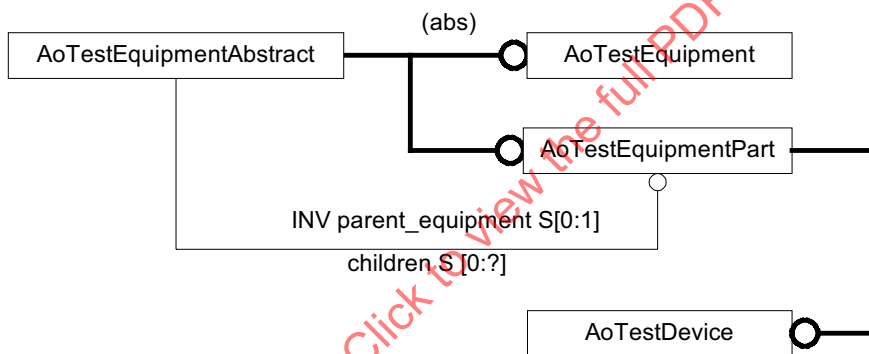 (abs)
AoTestEquipmentAbstract
AoTestEquipment
AoTestEquipmentPart
INV parent_equipment S[0:1]
children S [0:?]
AoTestDevice
Click to view the full PDF